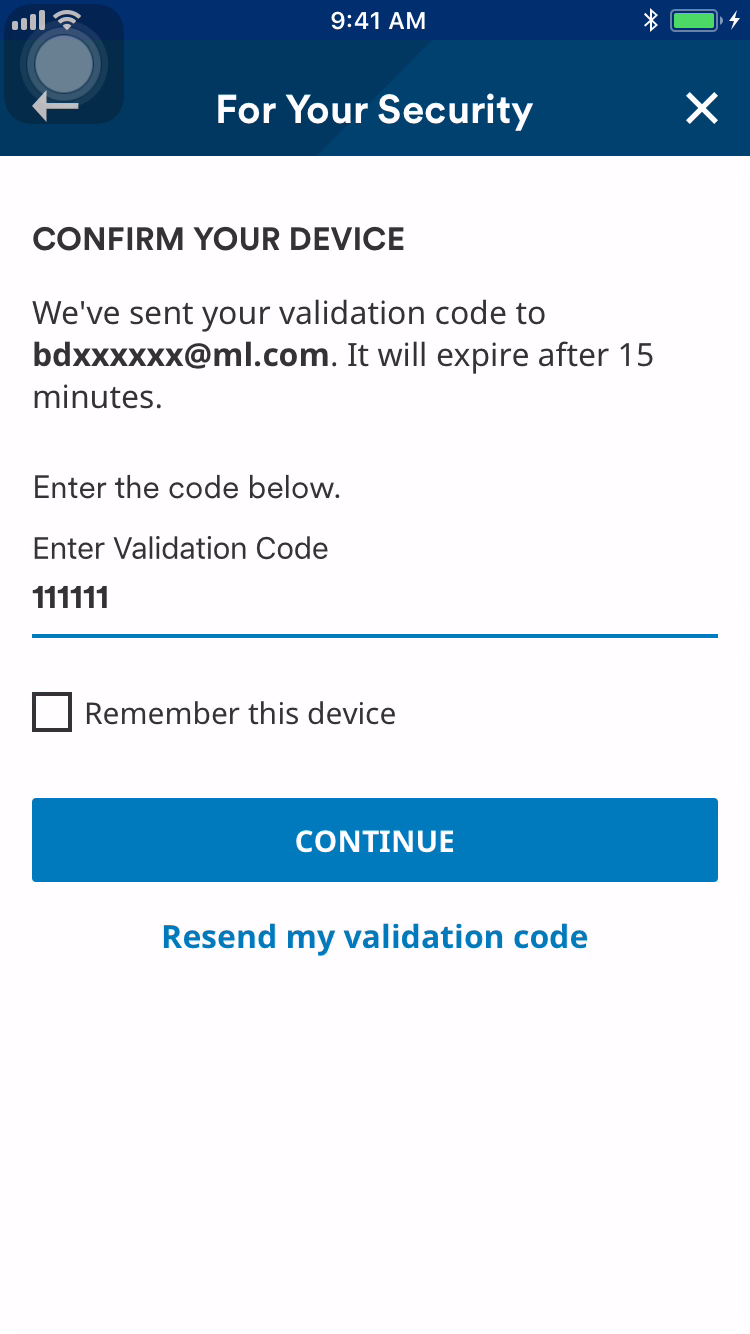 9:41 AM
For Your Security
CONFIRM YOUR DEVICE
We've sent your validation code to
bdxxxxxx@ml.com. It will expire after 15
minutes.
Enter the code below.
Enter Validation Code
111111
Remember this device
CONTINUE
Resend my validation code